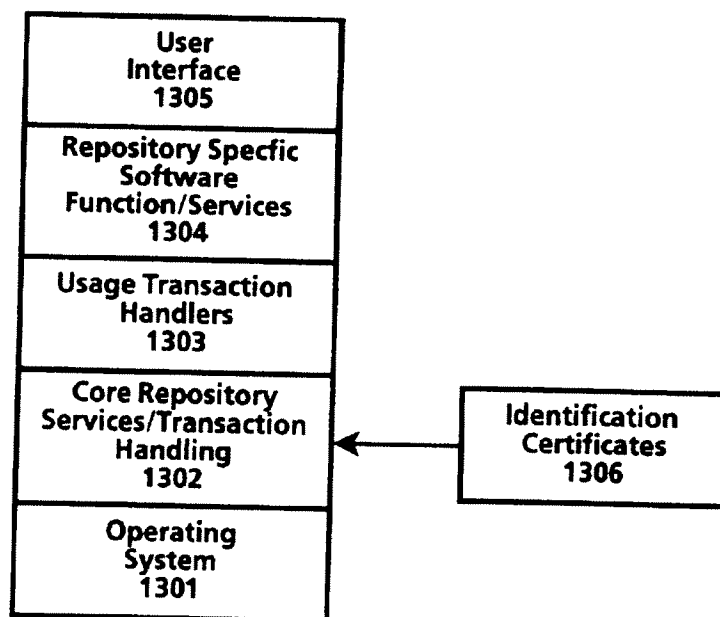 User
Interface
1305
Repository Specfic
Software
Function/Services
1304
Usage Transaction
Handlers
1303
Core Repository
Services/Transaction
Handling
1302
Operating
System
1301
Identification
Certificates
1306